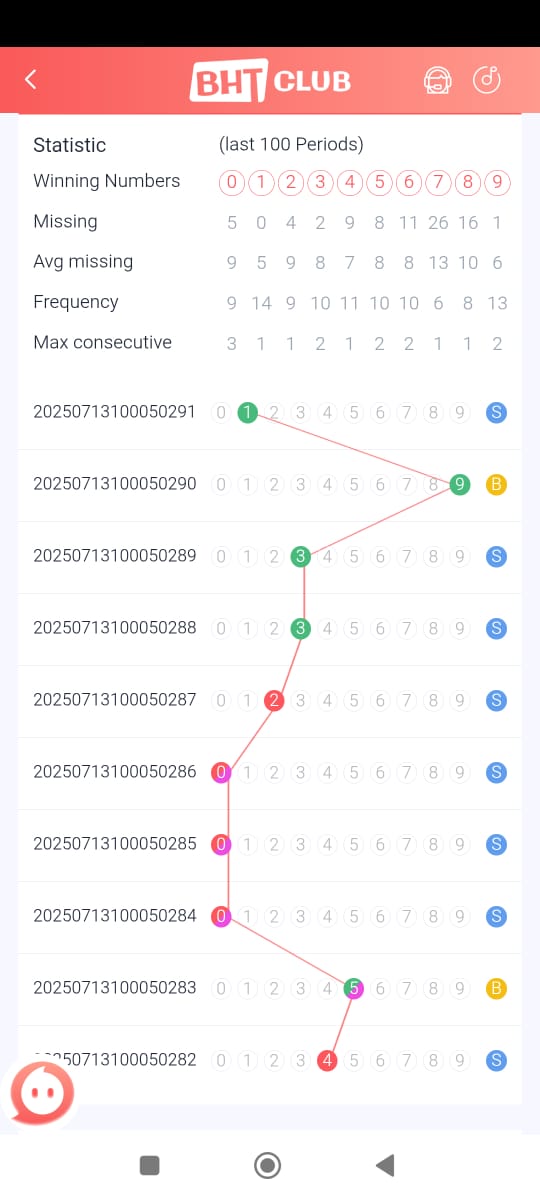 BHT CLUB
Statistic (last 100 Periods)
Winning Numbers 0 1 2 3 4 5 6 7 8 9
Missing 5 0 4 2 9 8 11 26 16 1
Avg missing 9 5 9 8 7 8 8 13 10 6
Frequency 9 14 9 10 11 10 10 6 8 13
Max consecutive 3 1 1 2 1 2 2 1 1 2
20250713100050291 0 1 2 3 4 5 6 7 8 9 S
20250713100050290 0 1 2 3 4 5 6 7 8 9 B
20250713100050289 0 1 2 3 4 5 6 7 8 9 S
20250713100050288 0 1 2 3 4 5 6 7 8 9 S
20250713100050287 0 1 2 3 4 5 6 7 8 9 S
20250713100050286 0 1 2 3 4 5 6 7 8 9 S
20250713100050285 0 1 2 3 4 5 6 7 8 9 S
20250713100050284 0 1 2 3 4 5 6 7 8 9 S
20250713100050283 0 1 2 3 4 5 6 7 8 9 B
20250713100050282 0 1 2 3 4 5 6 7 8 9 S